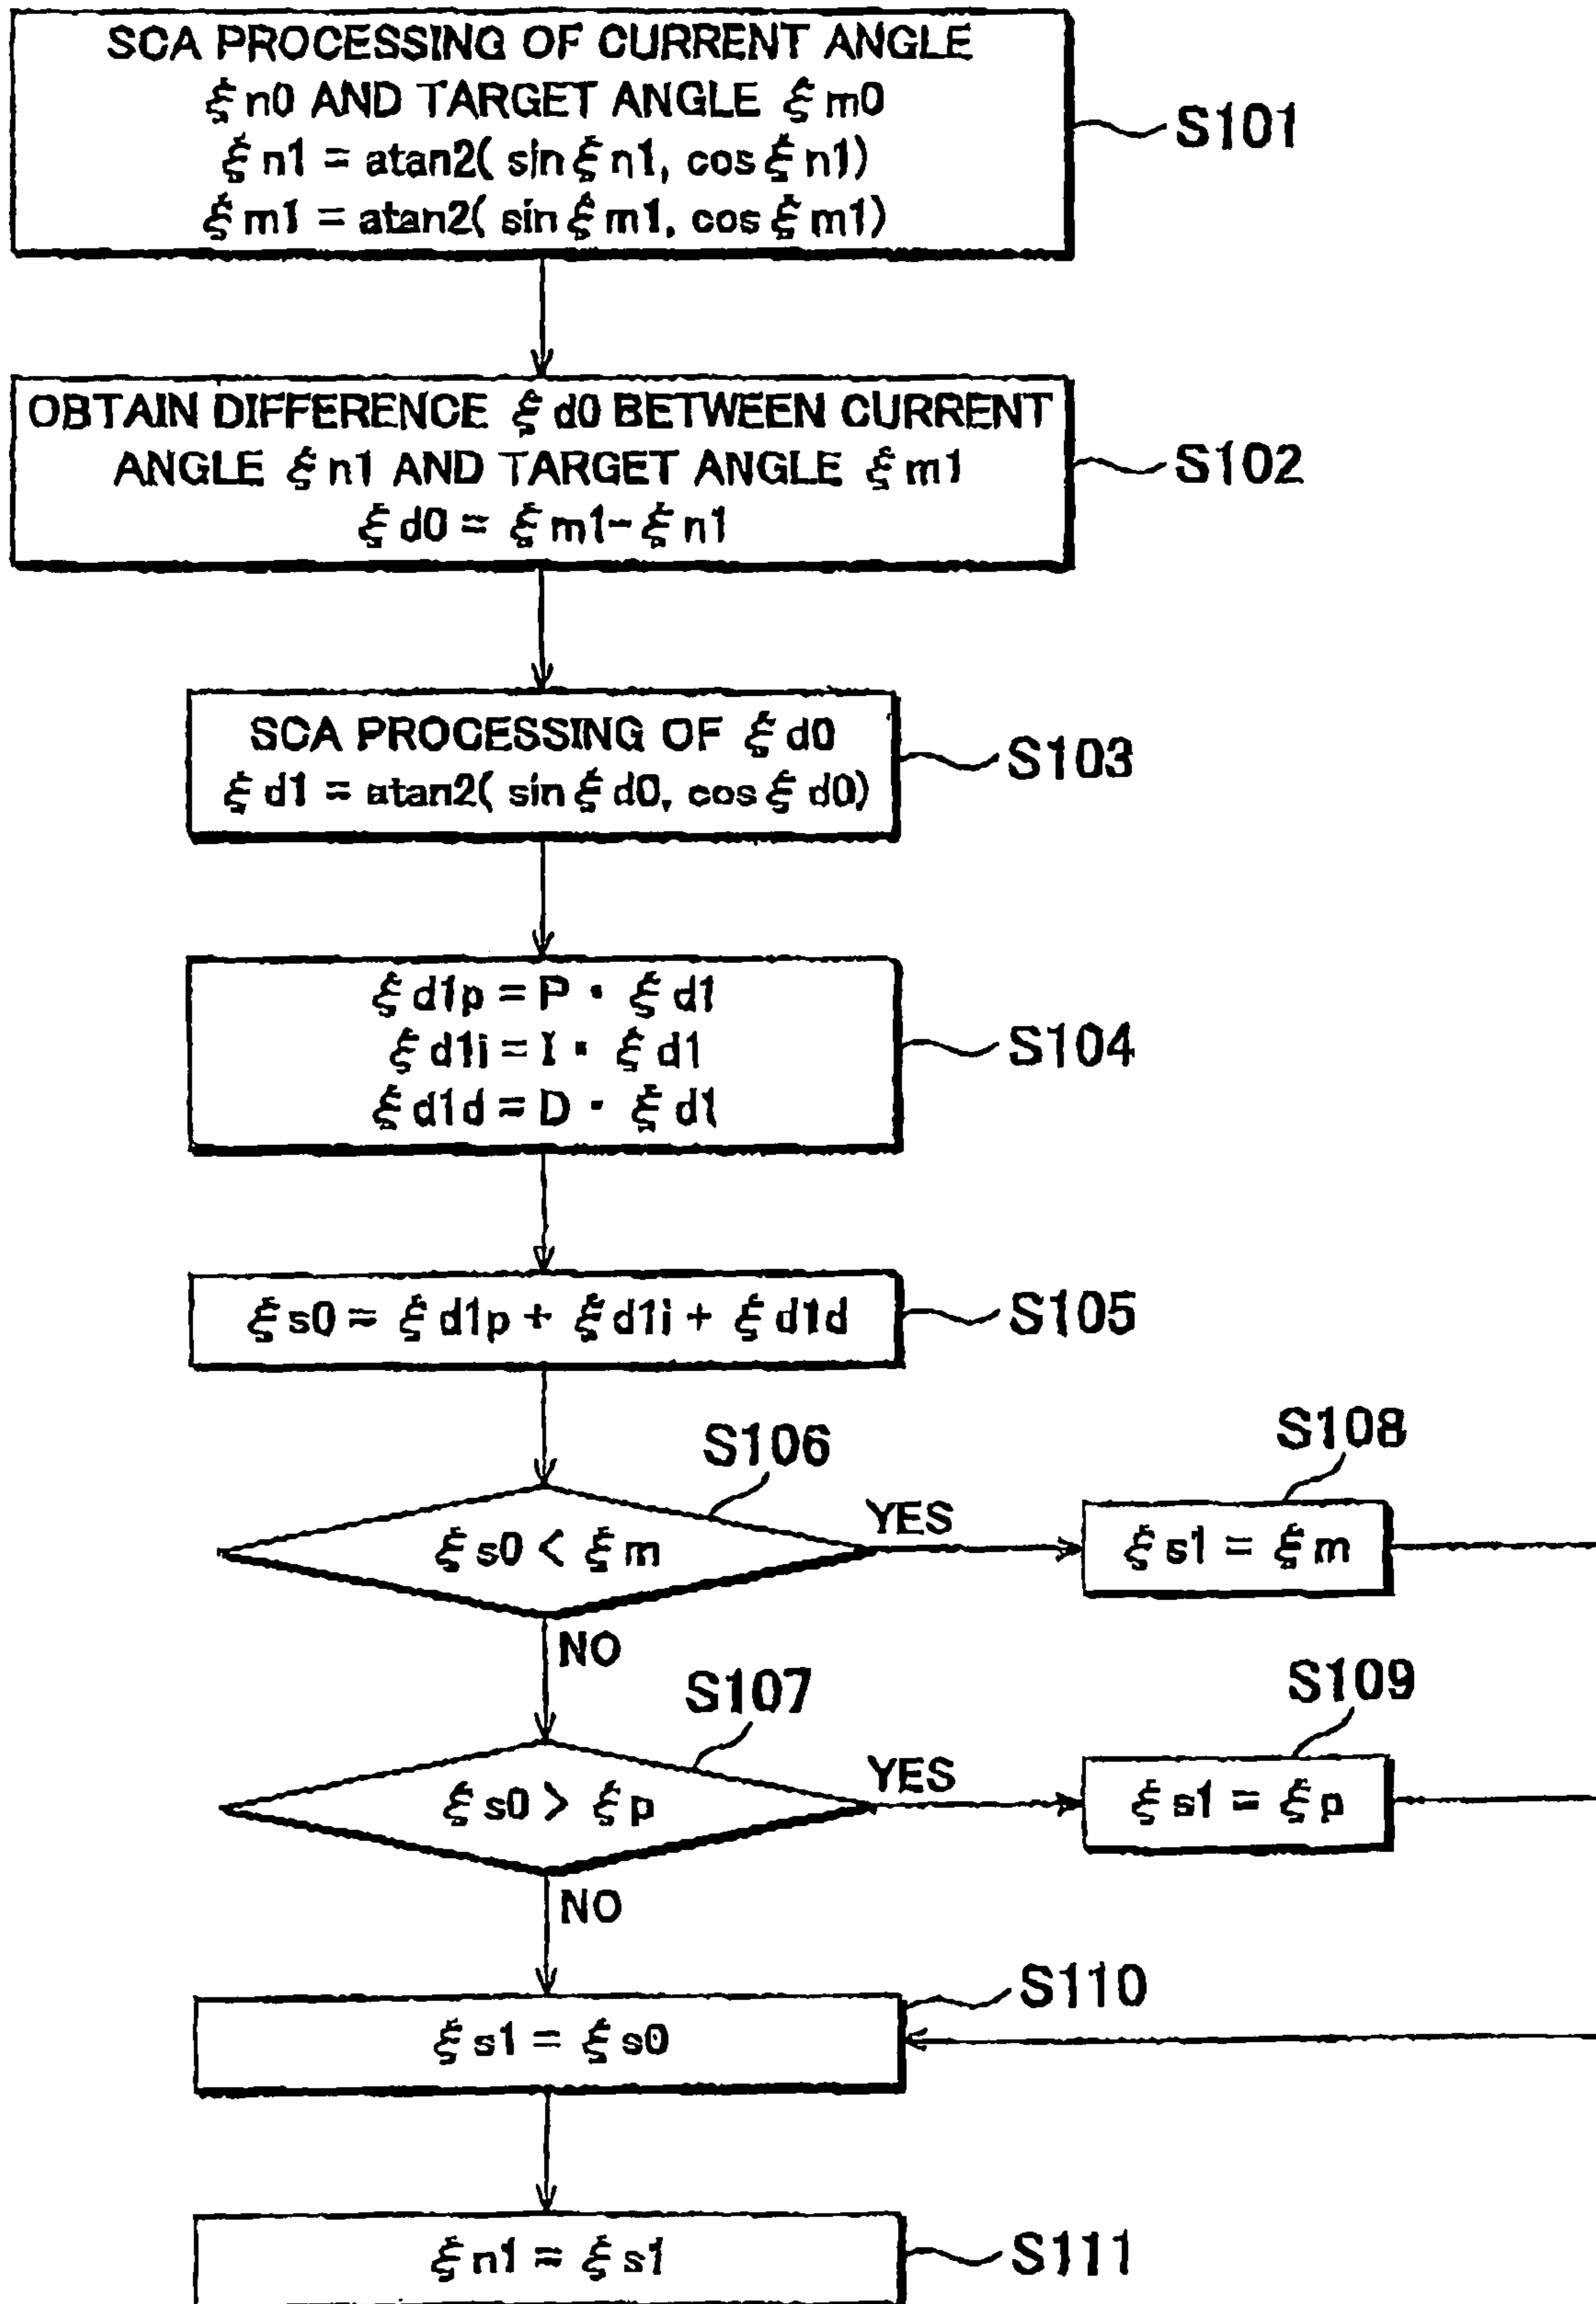 SCA PROCESSING OF CURRENT ANGLE
ξn0 AND TARGET ANGLE ξm0
ξn1 = atan2( sinξn1, cosξn1)
ξm1 = atan2( sinξm1, cosξm1)
S101
OBTAIN DIFFERENCE ξd0 BETWEEN CURRENT
ANGLE ξn1 AND TARGET ANGLE ξm1
ξd0 = ξm1-ξn1
S102
SCA PROCESSING OF ξd0
ξd1 = atan2( sinξd0, cosξd0)
S103
ξd1p = P · ξd1
ξd1i = I · ξd1
ξd1d = D · ξd1
S104
ξs0 = ξd1p + ξd1i + ξd1d
S105
S106
ξs0 < ξm
YES
S108
ξs1 = ξm
NO
S107
ξs0 > ξp
YES
S109
ξs1 = ξp
NO
S110
ξs1 = ξs0
ξn1 = ξs1
S111